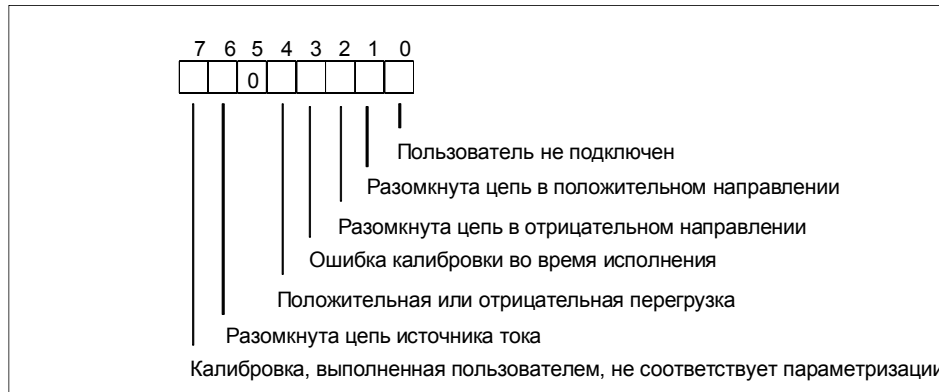 7 6 5 4 3 2 1 0
0
Пользователь не подключен
Разомкнута цепь в положительном направлении
Разомкнута цепь в отрицательном направлении
Ошибка калибровки во время исполнения
Положительная или отрицательная перегрузка
Разомкнута цепь источника тока
Калибровка, выполненная пользователем, не соответствует параметризации